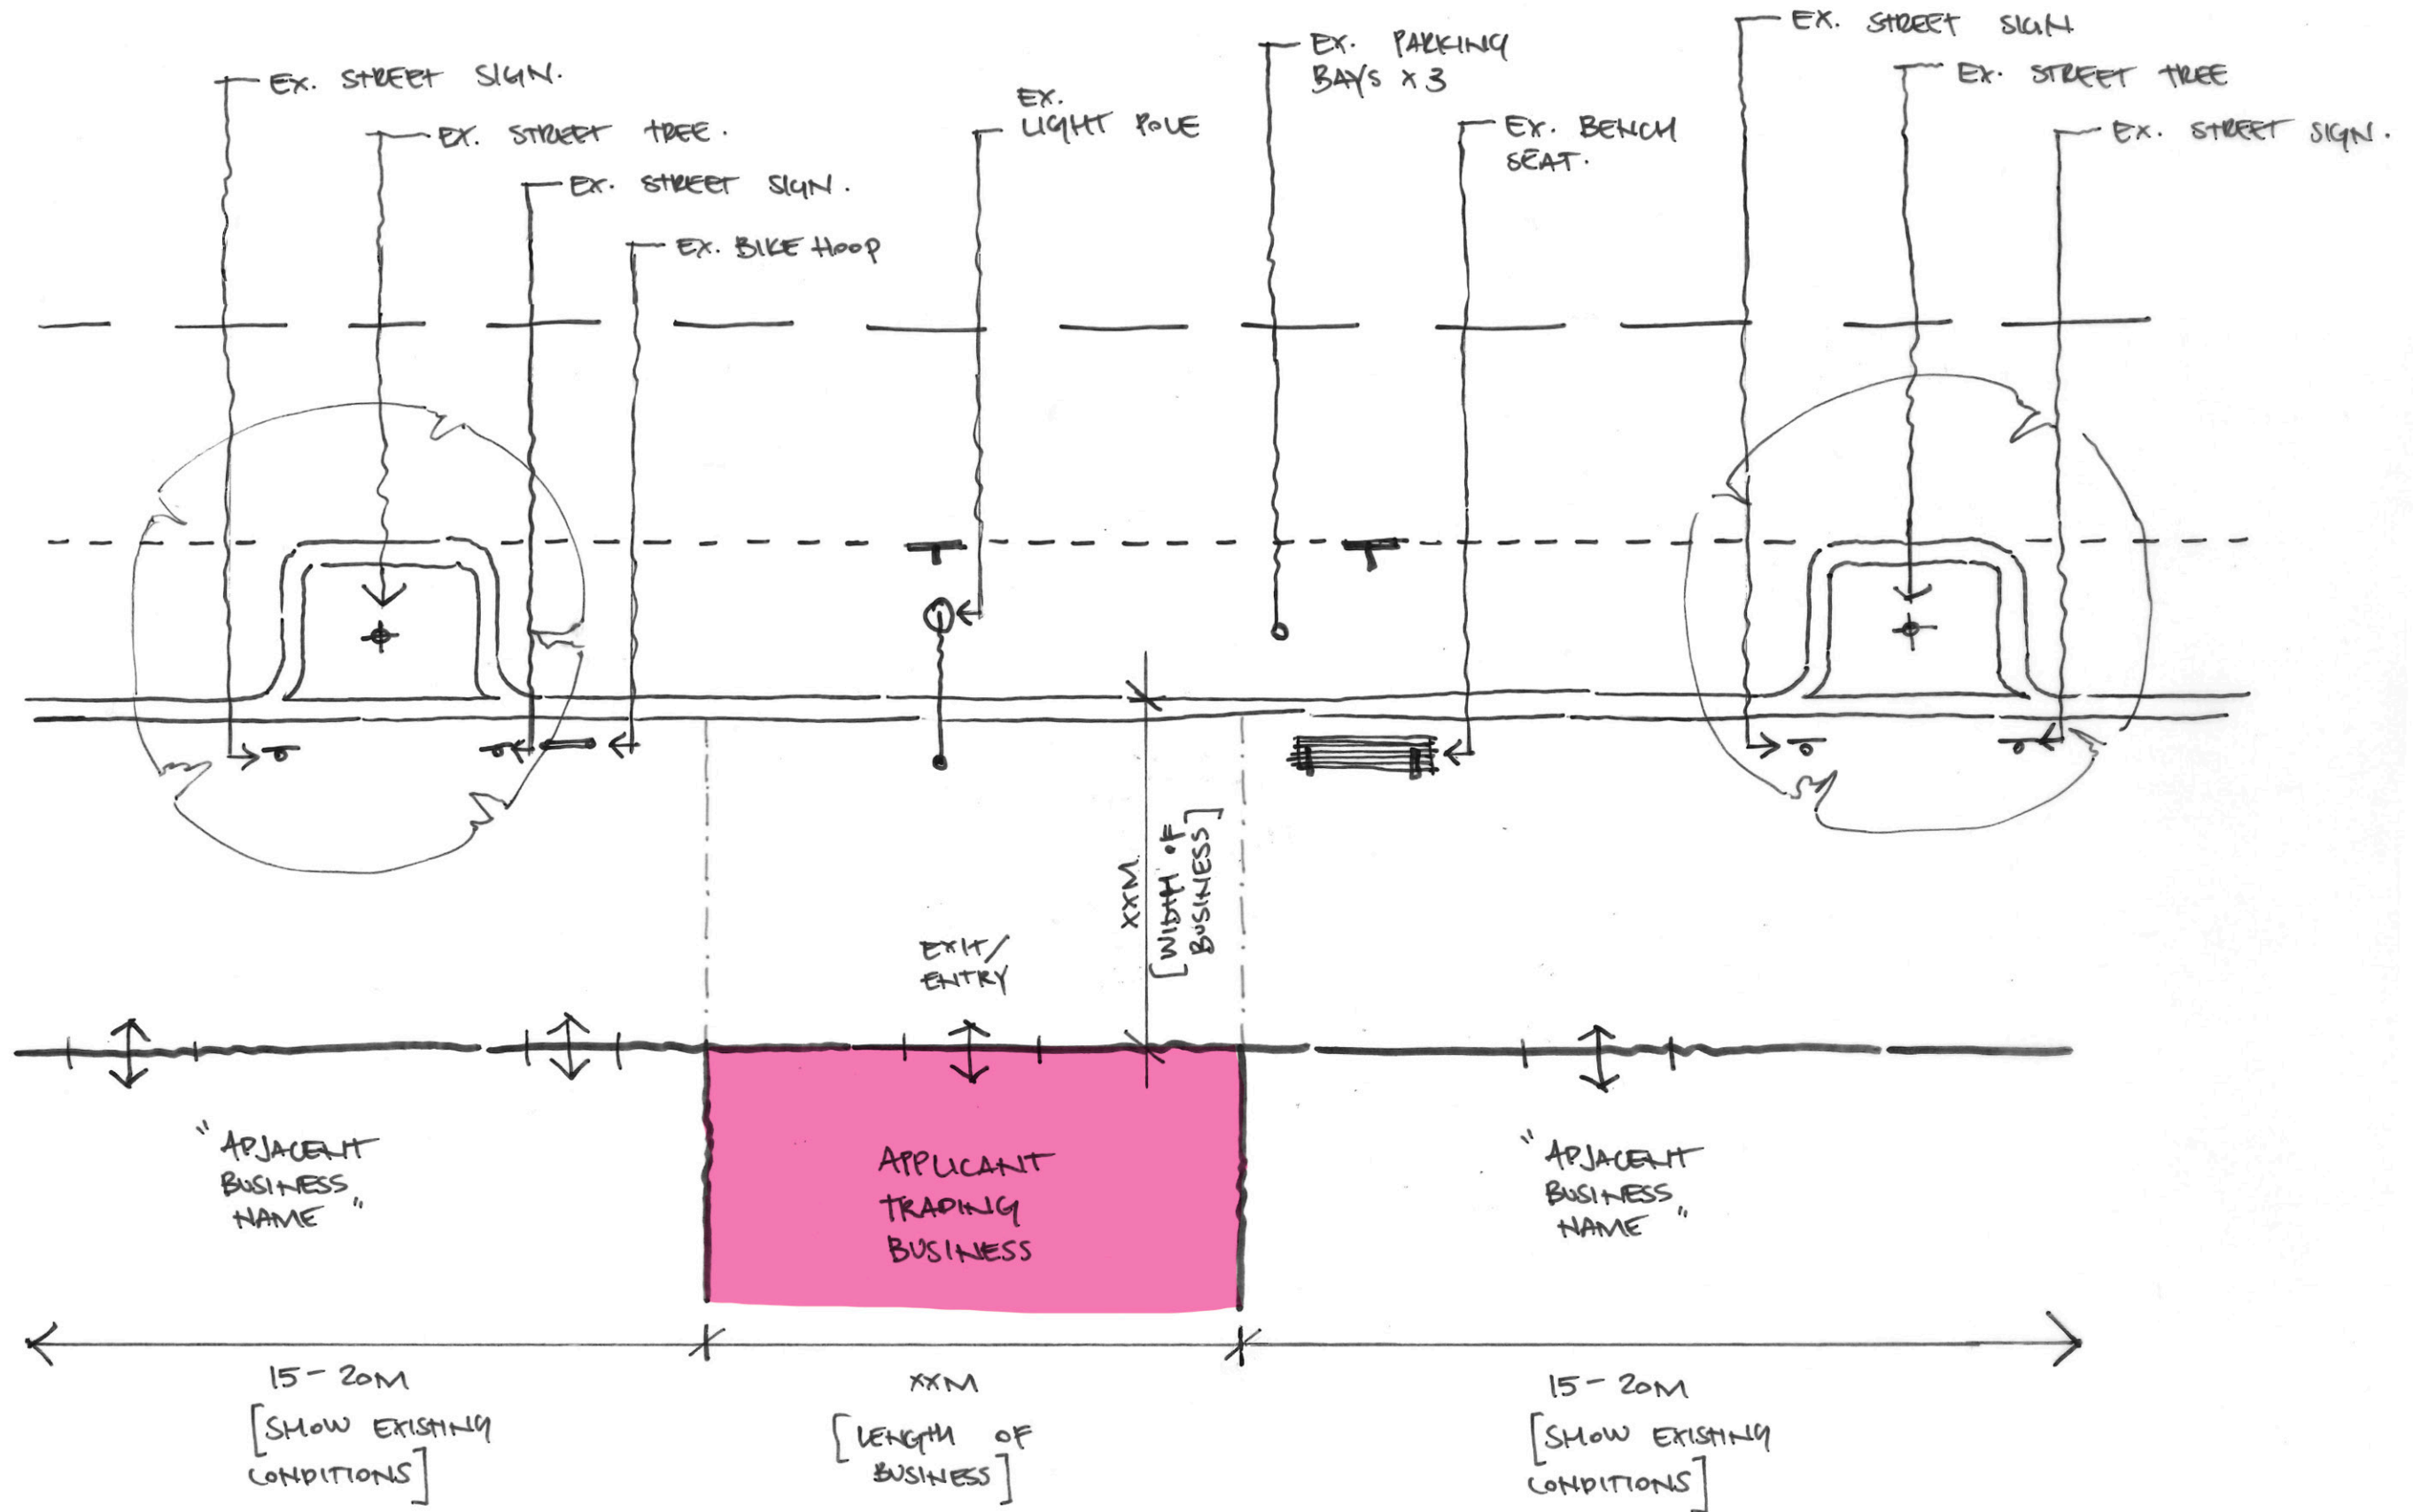 EX. STREET SIGN.
EX. STREET TREE.
EX. STREET SIGN.
EX. BIKE HOOP
EX.
LIGHT POLE
EX. PARKING
BAYS x 3
EX. BENCH
SEAT.
EX. STREET SIGN
EX. STREET TREE
EX. STREET SIGN.
XXM
[WIDTH OF
BUSINESS]
EXIT/
ENTRY
"ADJACENT
BUSINESS
NAME"
APPLICANT
TRADING
BUSINESS
"ADJACENT
BUSINESS
NAME"
15-20M
[SHOW EXISTING
CONDITIONS]
XXM
[LENGTH OF
BUSINESS]
15-20M
[SHOW EXISTING
CONDITIONS]